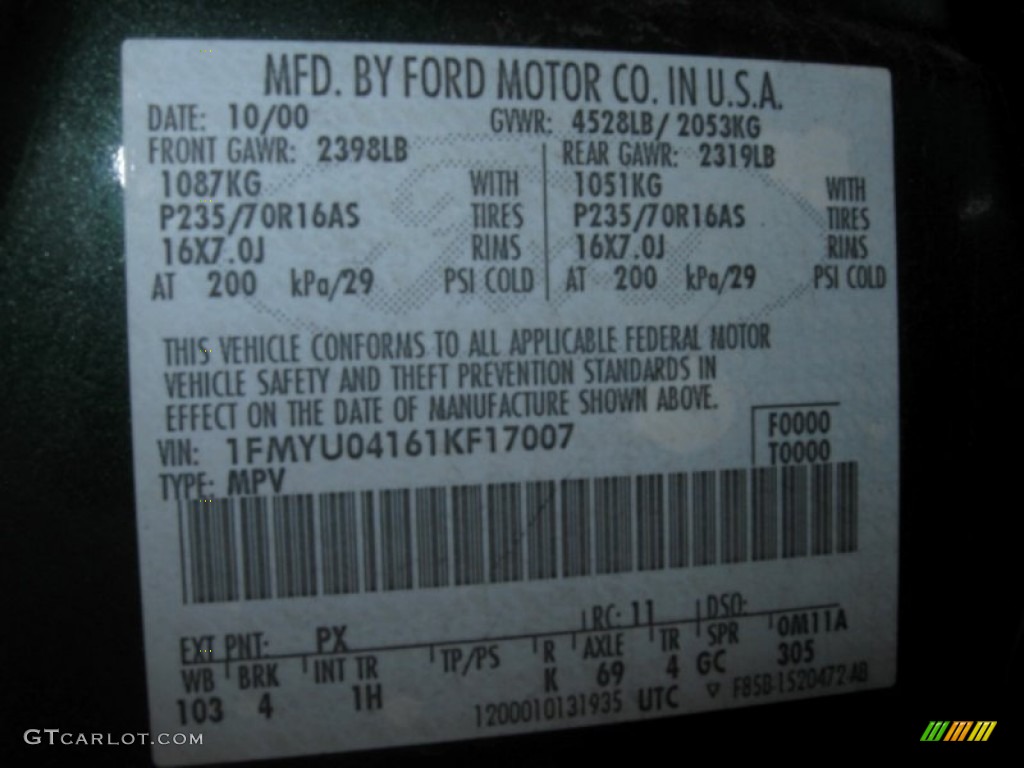 MFD. BY FORD MOTOR CO. IN U.S.A.
DATE: 10/00 GVWR: 4528LB/ 2053KG
FRONT GAWR: 2398LB REAR GAWR: 2319LB
1087KG WITH 1051KG WITH
P235/70R16AS TIRES P235/70R16AS TIRES
16X7.0J RIMS 16X7.0J RIMS
AT 200 kPa/29 PSI COLD AT 200 kPa/29 PSI COLD
THIS VEHICLE CONFORMS TO ALL APPLICABLE FEDERAL MOTOR
VEHICLE SAFETY AND THEFT PREVENTION STANDARDS IN
EFFECT ON THE DATE OF MANUFACTURE SHOWN ABOVE.
VIN: 1FMYU04161KF17007 F0000
TYPE: MPV T0000
EXT PNT: PX RC: 11 DSO:
WB BRK INT TR TP/PS R AXLE TR SPR 0M11A
103 4 1H K 69 4 GC 305
1200010131935 UTC ▽ F85B-1520472-AB
GTCARLOT.COM